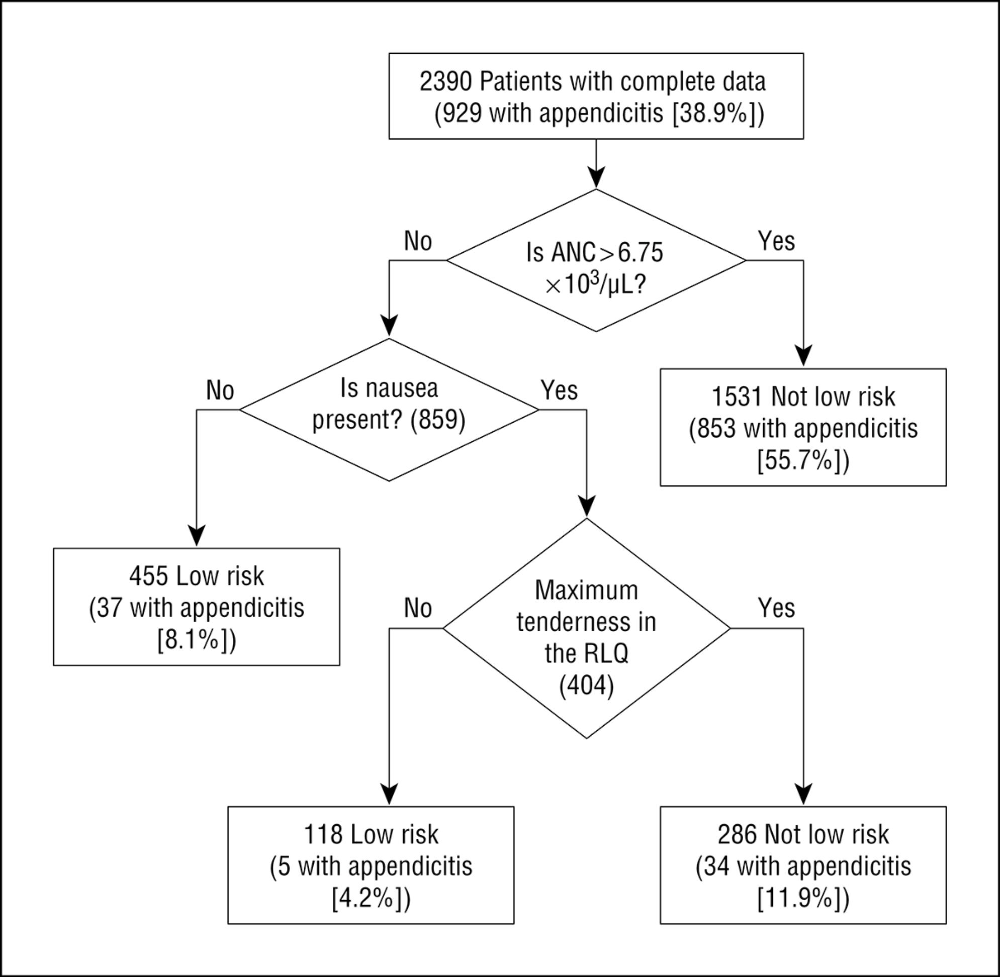 2390 Patients with complete data
(929 with appendicitis [38.9%])
No
Is ANC>6.75
×10³/µL?
Yes
No
Is nausea
present? (859)
Yes
1531 Not low risk
(853 with appendicitis
[55.7%])
455 Low risk
(37 with appendicitis
[8.1%])
No
Maximum
tenderness in
the RLQ
(404)
Yes
118 Low risk
(5 with appendicitis
[4.2%])
286 Not low risk
(34 with appendicitis
[11.9%])